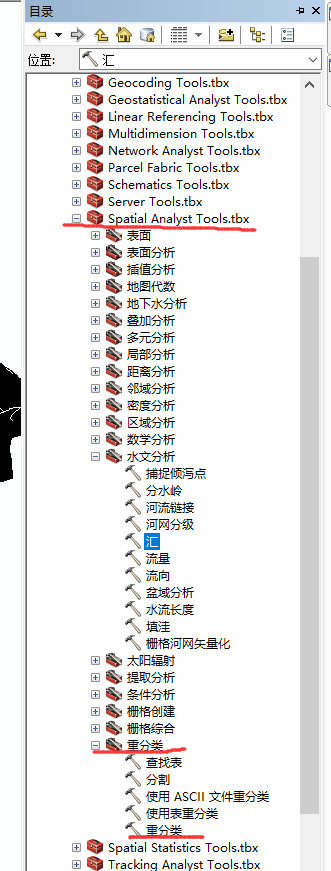 目录
位置:
汇
Geocoding Tools.tbx
Geostatistical Analyst Tools.tbx
Linear Referencing Tools.tbx
Multidimension Tools.tbx
Network Analyst Tools.tbx
Parcel Fabric Tools.tbx
Schematics Tools.tbx
Server Tools.tbx
Spatial Analyst Tools.tbx
表面
表面分析
插值分析
地图代数
地下水分析
叠加分析
多元分析
局部分析
距离分析
邻域分析
密度分析
区域分析
数学分析
水文分析
捕捉倾泻点
分水岭
河流链接
河网分级
汇
流量
流向
盆域分析
水流长度
填洼
栅格河网矢量化
太阳辐射
提取分析
条件分析
栅格创建
栅格综合
重分类
查找表
分割
使用 ASCII 文件重分类
使用表重分类
重分类
Spatial Statistics Tools.tbx
Tracking Analyst Tools.tbx